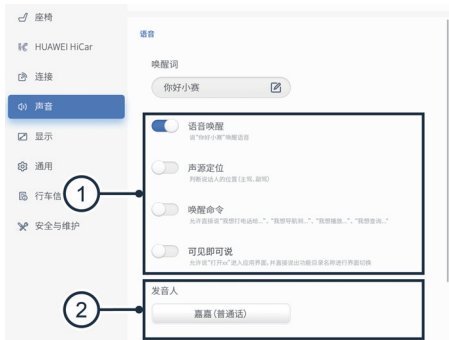 座椅
HUAWEI HiCar
连接
声音
显示
通用
行车信
安全与维护
语音
唤醒词
你好小赛
语音唤醒
说"你好小赛"唤醒语音
声源定位
判断说话人的位置(主驾,副驾)
唤醒命令
允许直接说"我想打电话给..."、"我想导航到..."、"我想播放..."、"我想查询..."
可见即可说
允许说"打开xx"进入应用界面,并直接说出功能目录名称进行界面切换
1
发音人
嘉嘉(普通话)
2